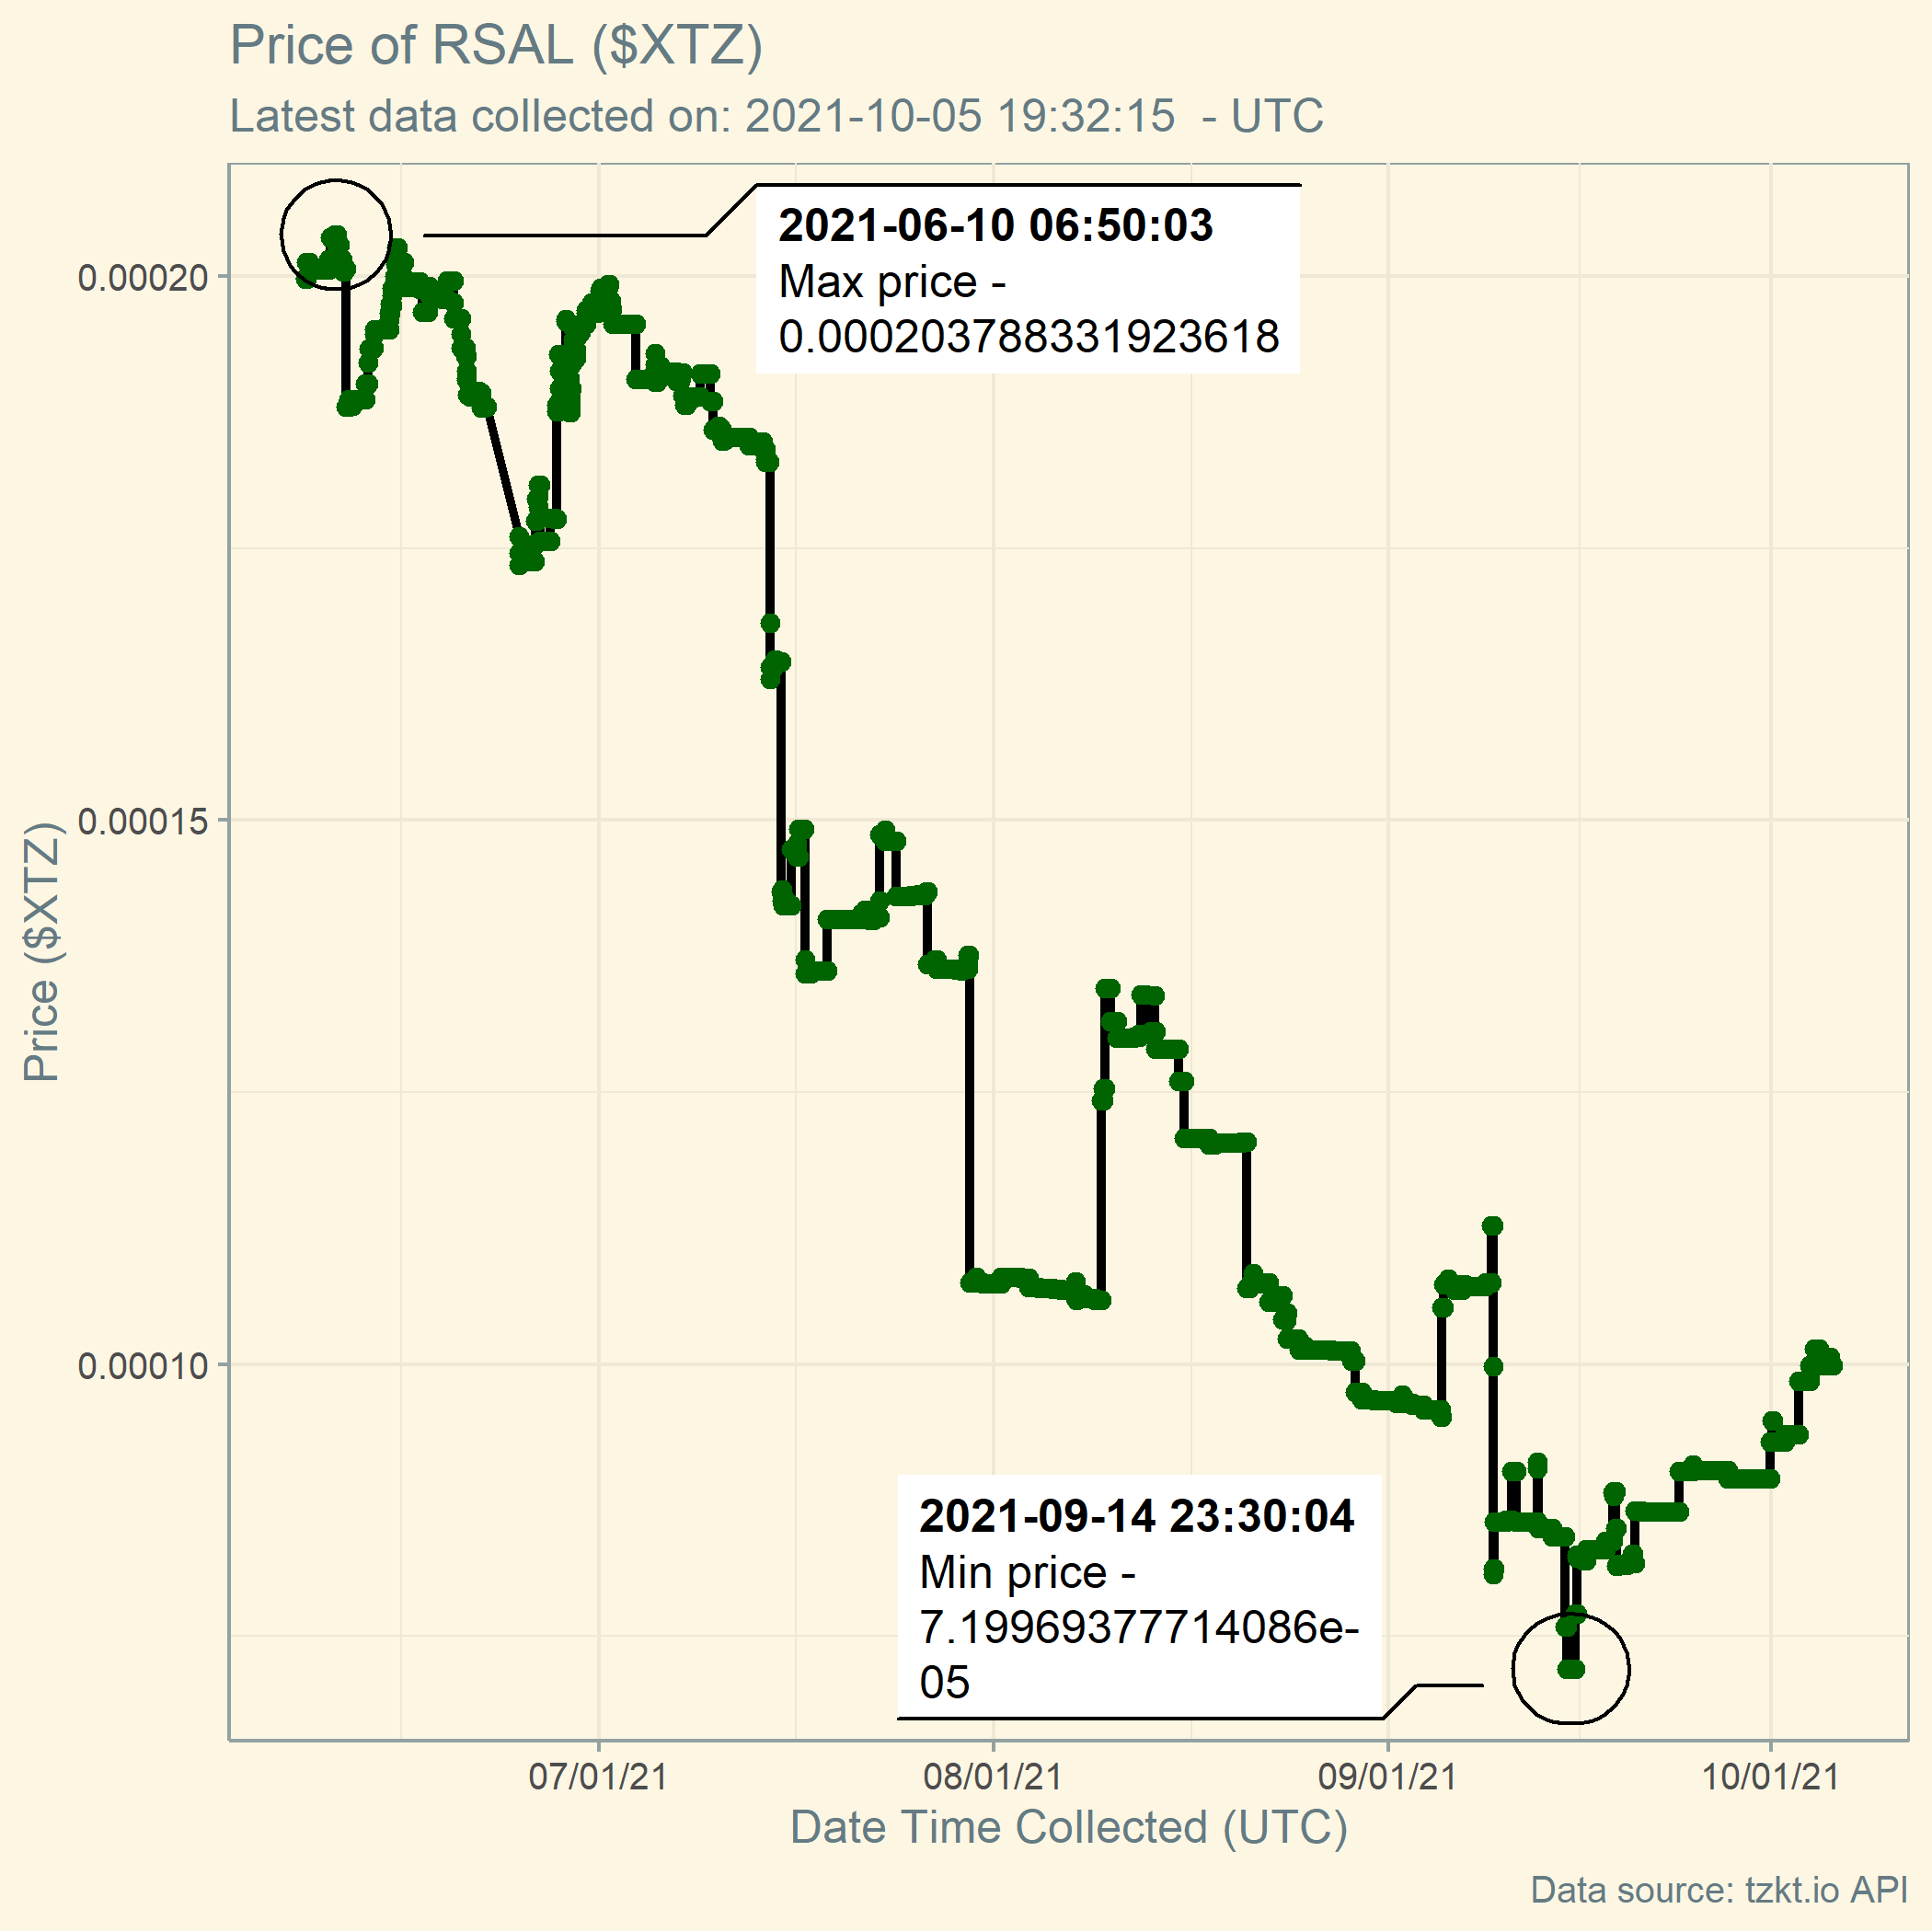 Price of RSAL ($XTZ)
Latest data collected on: 2021-10-05 19:32:15  - UTC
2021-06-10 06:50:03
Max price -
0.000203788331923618
0.00020
0.00015
0.00010
Price ($XTZ)
2021-09-14 23:30:04
Min price -
7.19969377714086e-
05
07/01/21
08/01/21
09/01/21
10/01/21
Date Time Collected (UTC)
Data source: tzkt.io API